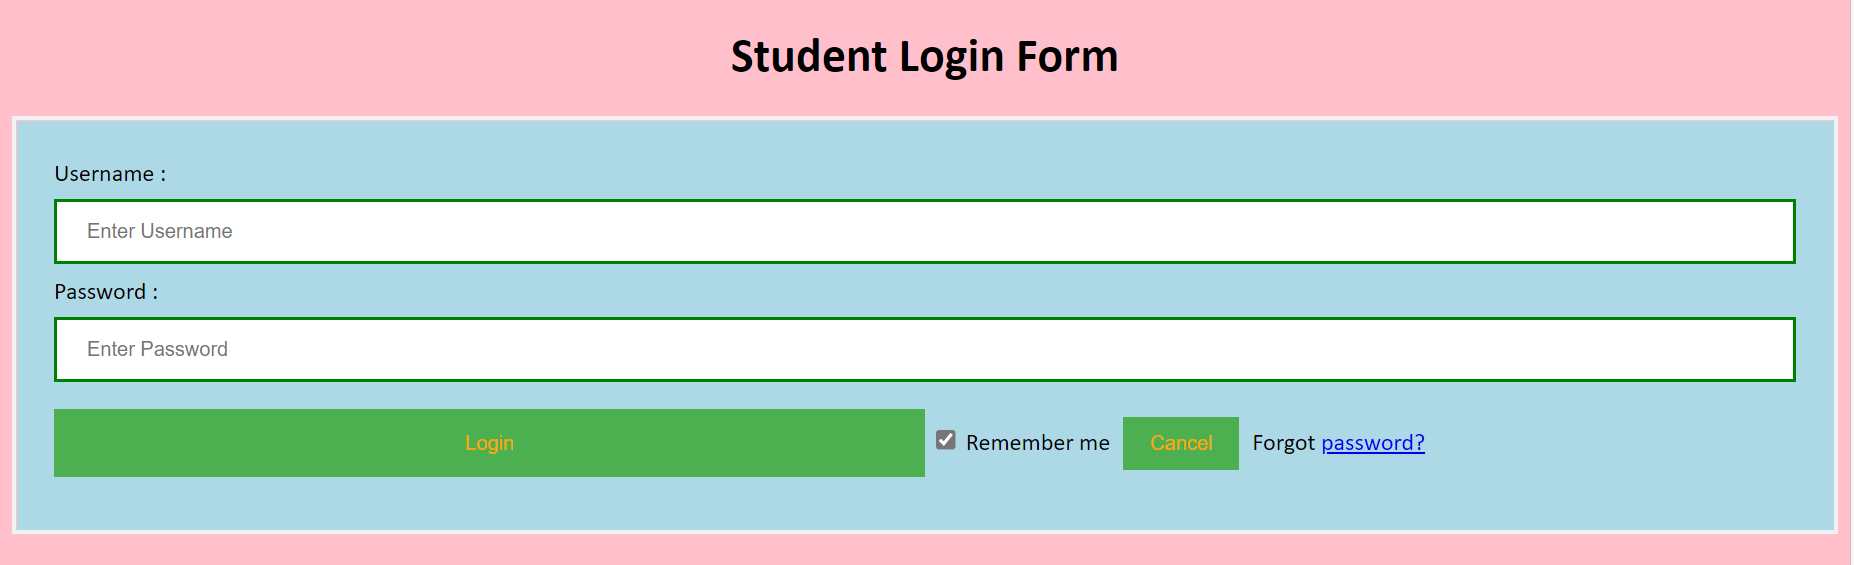 Student Login Form
Username :
Enter Username
Password :
Enter Password
Login Remember me Cancel Forgot password?